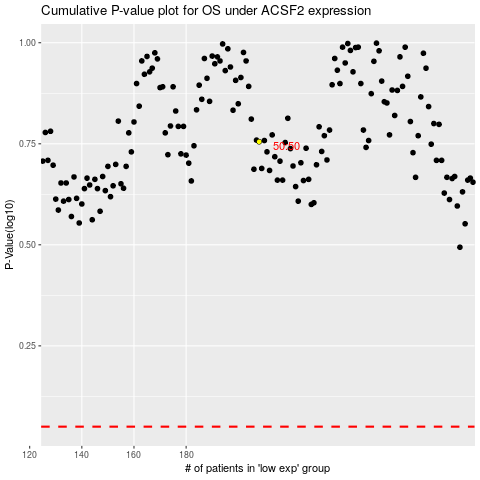 Cumulative P-value plot for OS under ACSF2 expression
P-Value(log10)
1.00
0.75
0.50
0.25
50:50
120 140 160 180
# of patients in 'low exp' group